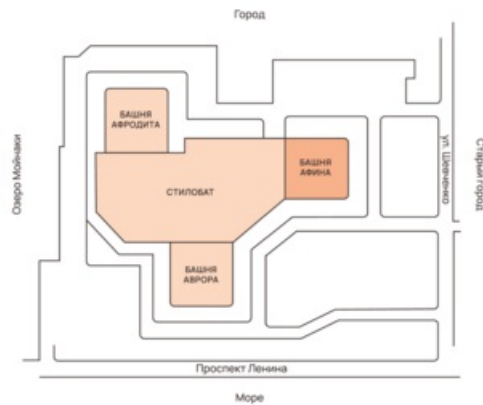 Город
БАШНЯ
АФРОДИТА
Озеро Мойнаки
СТИЛОБАТ
БАШНЯ
АФИНА
ул. Шевченко
Старый город
БАШНЯ
АВРОРА
Проспект Ленина
Море